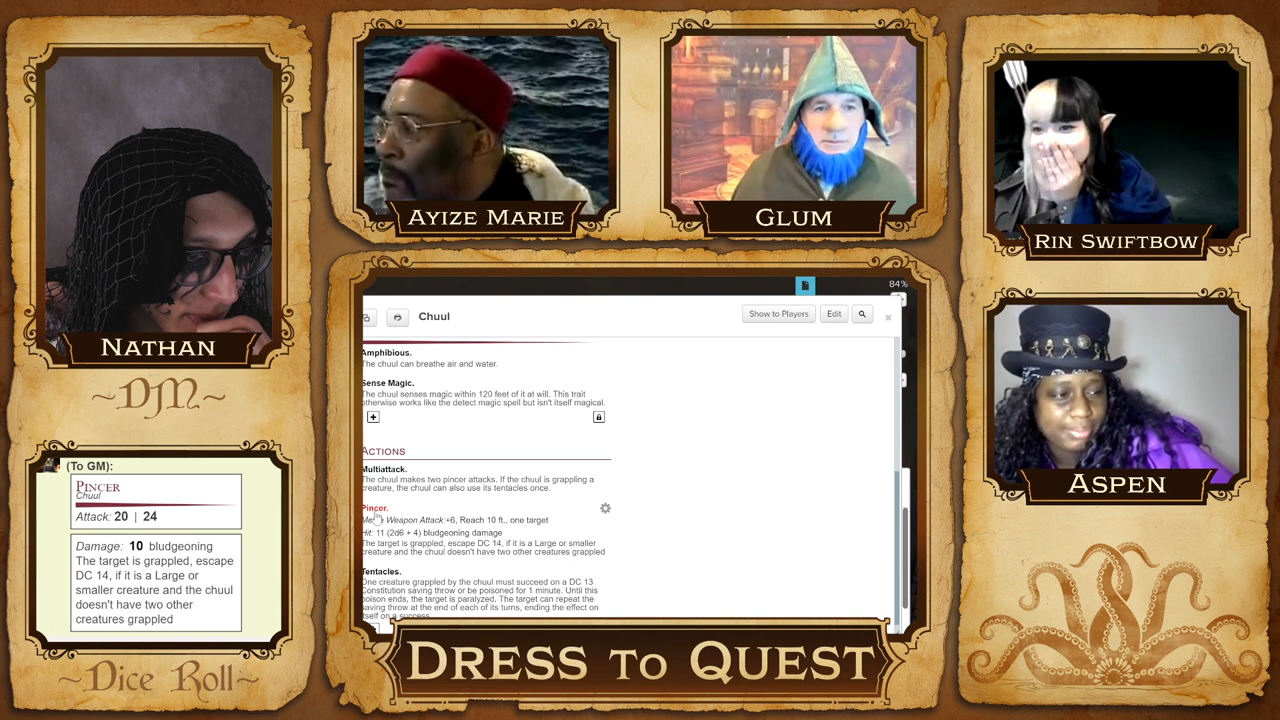 NATHAN
~DM~
(To GM):
PINCER
Chuul
Attack: 20 | 24
Damage: 10 bludgeoning
The target is grappled, escape
DC 14, if it is a Large or
smaller creature and the chuul
doesn't have two other
creatures grappled
~Dice Roll~
AYIZE MARIE
GLUM
RIN SWIFTBOW
ASPEN
84%
Chuul
Show to Players
Edit
Amphibious.
The chuul can breathe air and water.
Sense Magic.
The chuul senses magic within 120 feet of it at will. This trait
otherwise works like the detect magic spell but isn't itself magical.
ACTIONS
Multiattack.
The chuul makes two pincer attacks. If the chuul is grappling a
creature, the chuul can also use its tentacles once.
Pincer.
Weapon Attack:+6, Reach 10 ft., one target
Hit: 11 (2d6 + 4) bludgeoning damage
The target is grappled, escape DC 14, if it is a Large or smaller
creature and the chuul doesn't have two other creatures grappled
Tentacles.
One creature grappled by the chuul must succeed on a DC 13
Constitution saving throw or be poisoned for 1 minute. Until this
poison ends, the target is paralyzed. The target can repeat the
saving throw at the end of each of its turns, ending the effect on
itself on a success.
DRESS TO QUEST